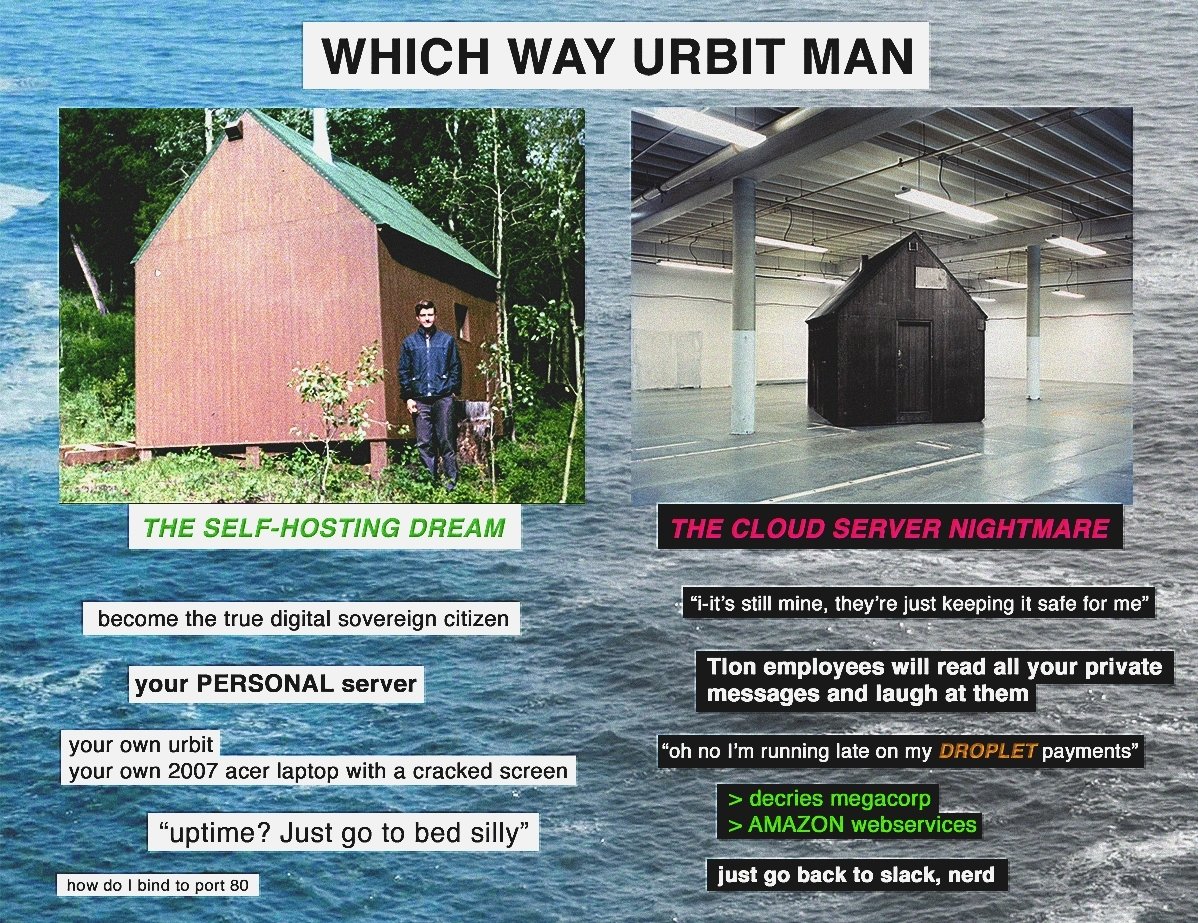 WHICH WAY URBIT MAN
THE SELF-HOSTING DREAM
become the true digital sovereign citizen
your PERSONAL server
your own urbit
your own 2007 acer laptop with a cracked screen
“uptime? Just go to bed silly”
how do I bind to port 80
THE CLOUD SERVER NIGHTMARE
“i-it’s still mine, they’re just keeping it safe for me”
Tlon employees will read all your private
messages and laugh at them
“oh no I’m running late on my DROPLET payments”
> decries megacorp
> AMAZON webservices
just go back to slack, nerd